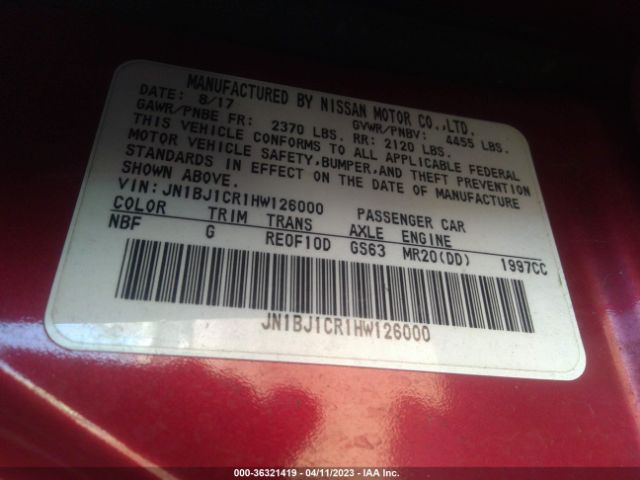 MANUFACTURED BY NISSAN MOTOR CO.,LTD.
DATE: 8/17 GVWR/PNBV: 4455 LBS.
GAWR/PNBE FR: 2370 LBS. RR: 2120 LBS.
THIS VEHICLE CONFORMS TO ALL APPLICABLE FEDERAL
MOTOR VEHICLE SAFETY,BUMPER,AND THEFT PREVENTION
STANDARDS IN EFFECT ON THE DATE OF MANUFACTURE
SHOWN ABOVE.
VIN: JN1BJ1CR1HW126000 PASSENGER CAR
COLOR TRIM TRANS AXLE ENGINE
NBF G RE0F10D GS63 MR20(DD) 1997CC
JN1BJ1CR1HW126000
000-36321419 - 04/11/2023 - IAA Inc.